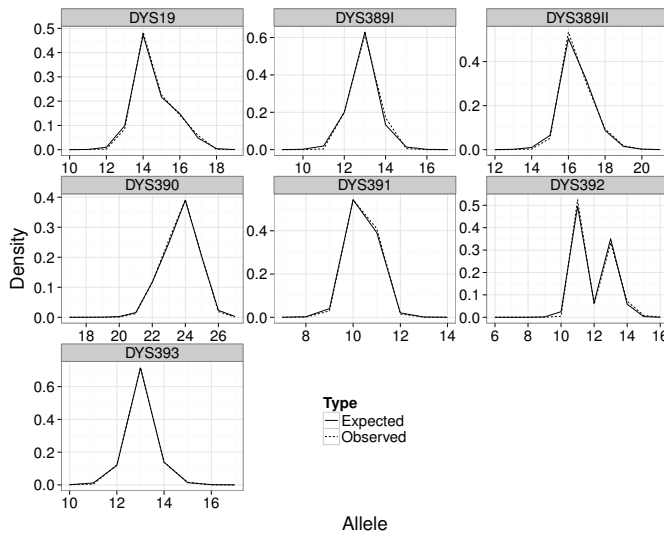 DYS19 DYS389I DYS389II
0.5
0.4
0.3
0.2
0.1
0.0
10 12 14 16 18
0.6
0.4
0.2
0.0
10 12 14 16
0.4
0.2
0.0
12 14 16 18 20
DYS390 DYS391 DYS392
0.4
0.3
0.2
0.1
0.0
18 20 22 24 26
0.4
0.2
0.0
8 10 12 14
0.5
0.4
0.3
0.2
0.1
0.0
6 8 10 12 14 16
DYS393
0.6
0.4
0.2
0.0
10 12 14 16
Density
Type
Expected
Observed
Allele